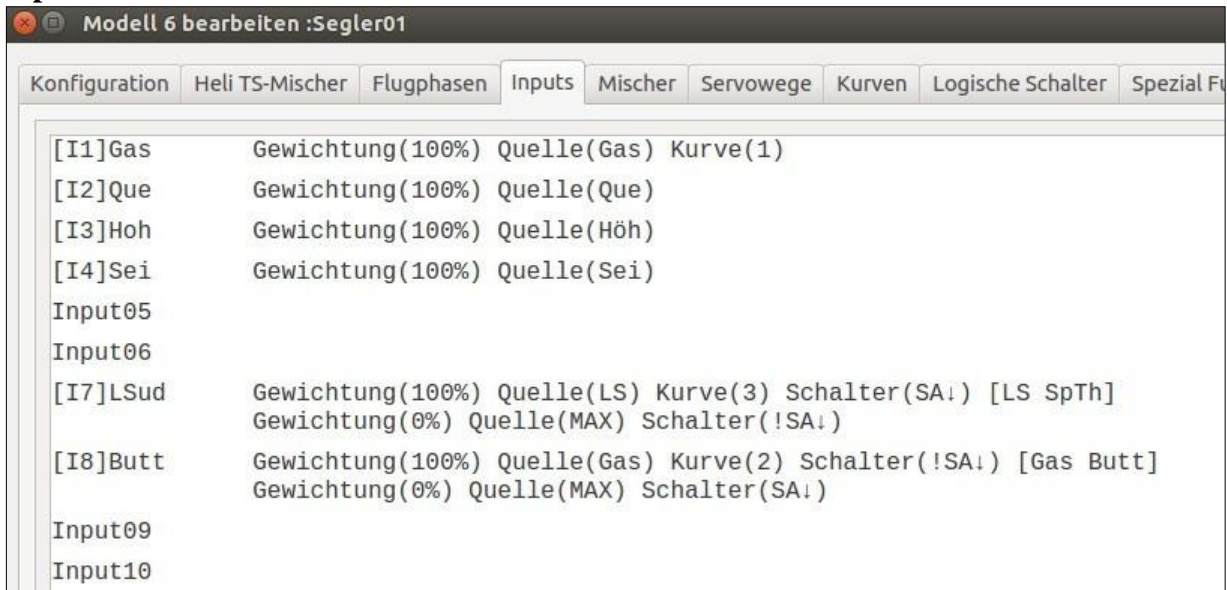 Modell 6 bearbeiten :Segler01
Konfiguration Heli TS-Mischer Flugphasen Inputs Mischer Servowege Kurven Logische Schalter Spezial
[I1]Gas Gewichtung(100%) Quelle(Gas) Kurve(1)
[I2]Que Gewichtung(100%) Quelle(Que)
[I3]Hoh Gewichtung(100%) Quelle(Höh)
[I4]Sei Gewichtung(100%) Quelle(Sei)
Input05
Input06
[I7]LSud Gewichtung(100%) Quelle(LS) Kurve(3) Schalter(SA↓) [LS SpTh]
Gewichtung(0%) Quelle(MAX) Schalter(!SA↓)
[I8]Butt Gewichtung(100%) Quelle(Gas) Kurve(2) Schalter(!SA↓) [Gas Butt]
Gewichtung(0%) Quelle(MAX) Schalter(SA↓)
Input09
Input10